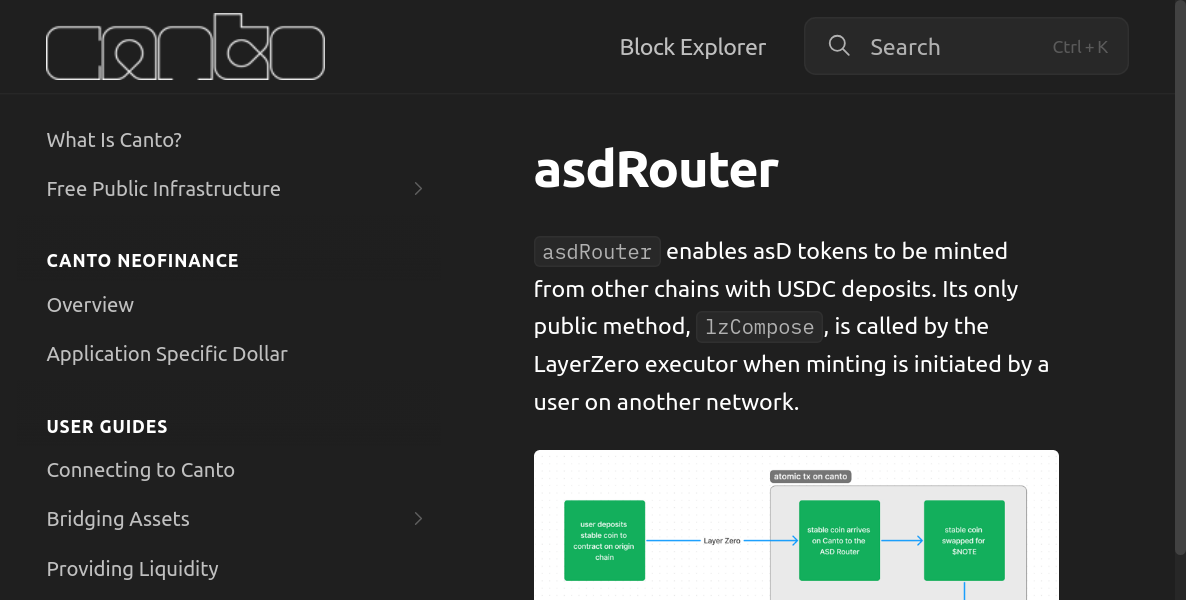 canto
Block Explorer
Search
Ctrl + K
What Is Canto?
Free Public Infrastructure
CANTO NEOFINANCE
Overview
Application Specific Dollar
USER GUIDES
Connecting to Canto
Bridging Assets
Providing Liquidity
asdRouter
asdRouter enables asD tokens to be minted
from other chains with USDC deposits. Its only
public method, lzCompose, is called by the
LayerZero executor when minting is initiated by a
user on another network.
atomic tx on canto
user deposits
stable coin to
contract on origin
chain
Layer Zero
stable coin arrives
on Canto to the
ASD Router
stable coin
swapped for
$NOTE